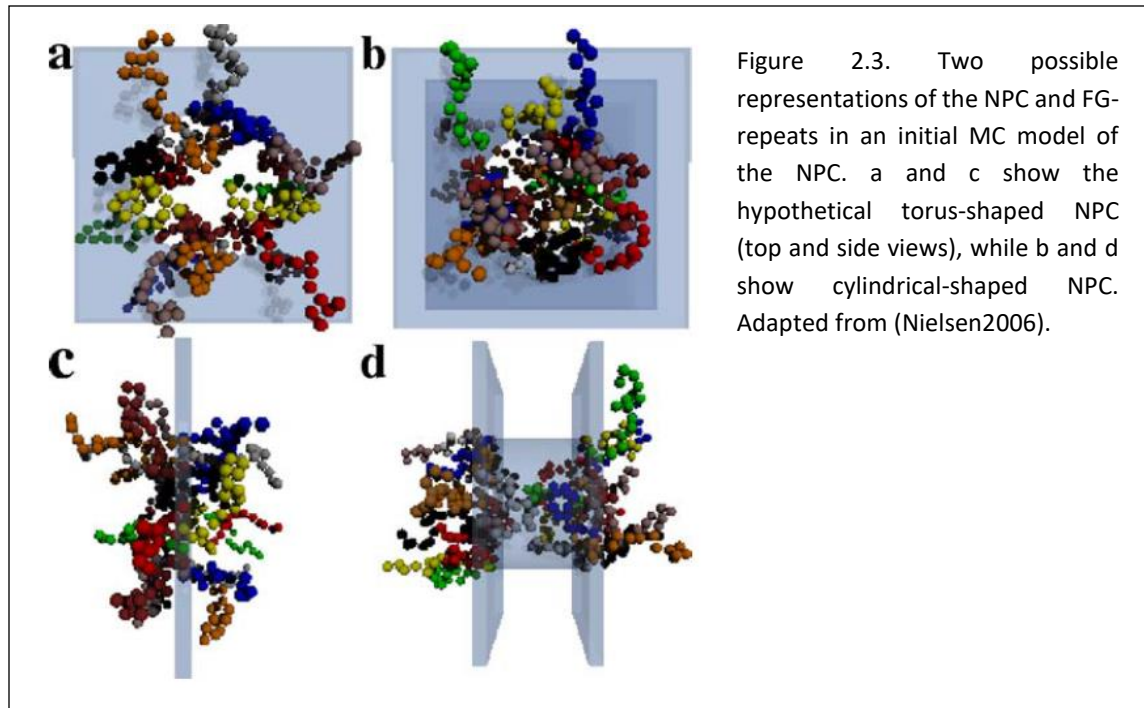 a
b
Figure 2.3. Two possible
representations of the NPC and FG-
repeats in an initial MC model of
the NPC. a and c show the
hypothetical torus-shaped NPC
(top and side views), while b and d
show cylindrical-shaped NPC.
Adapted from (Nielsen2006).
c
d